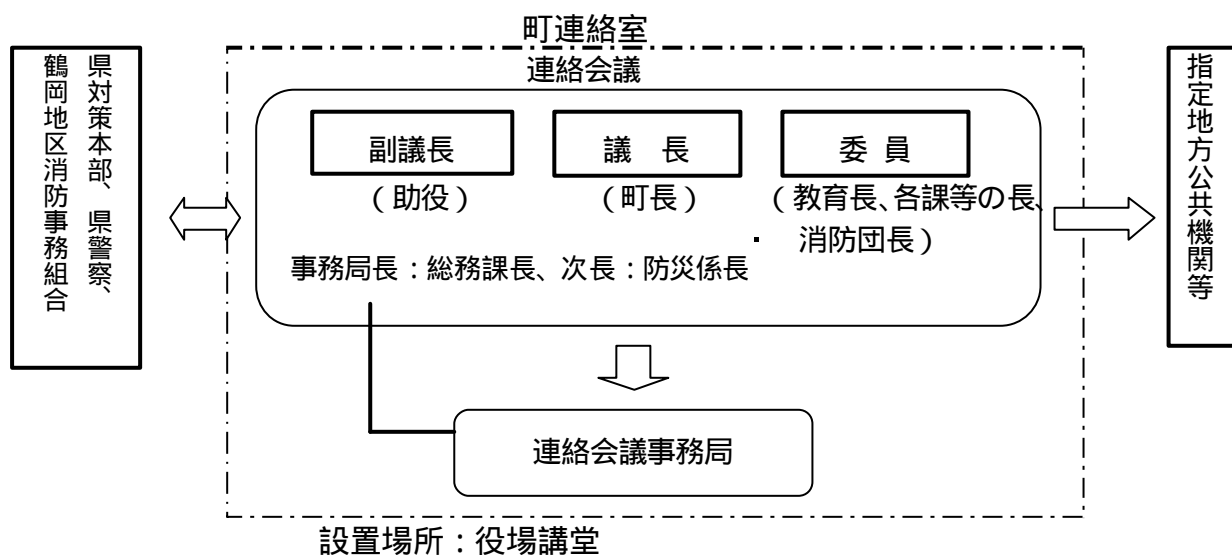 町連絡室
県対策本部、県警察、
鶴岡地区消防事務組合
連絡会議
副議長
議　長
委 員
（助役）
（町長）
（教育長、各課等の長、
消防団長）
事務局長：総務課長、次長：防災係長
連絡会議事務局
指定地方公共機関等
設置場所：役場講堂